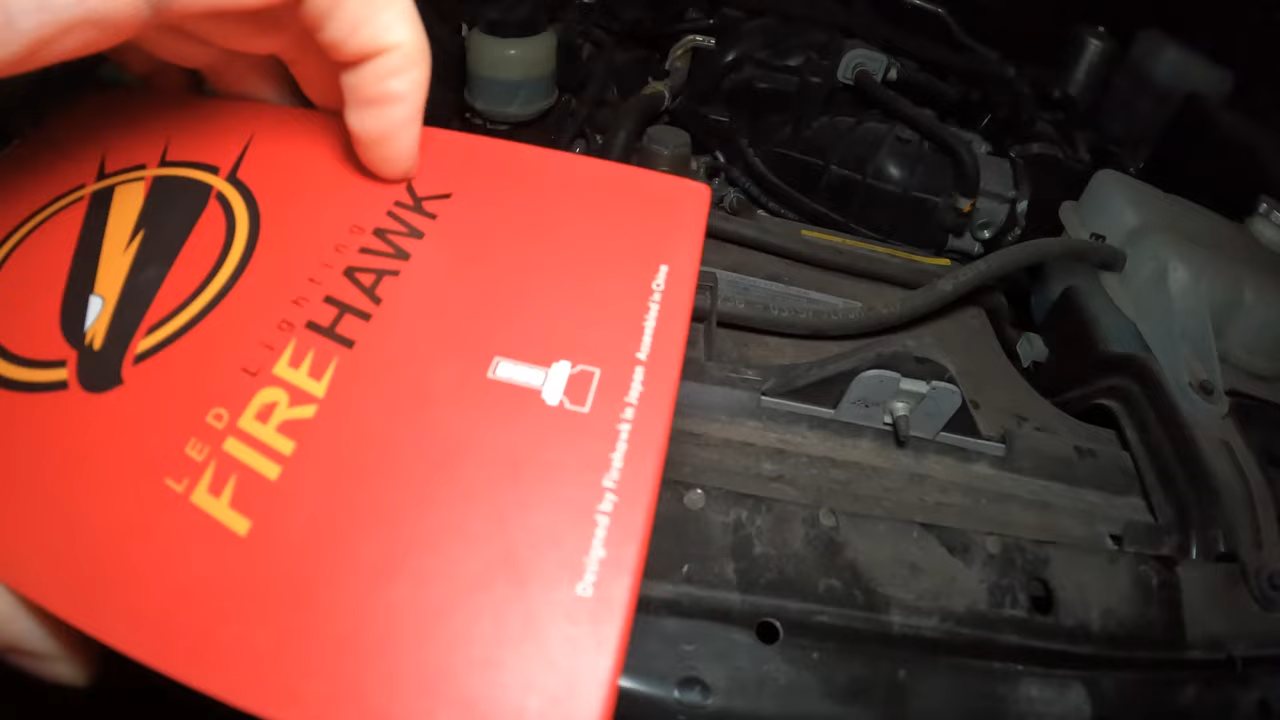 LED Lighting
FIREHAWK
Designed by Firehawk in Japan Assembled in China